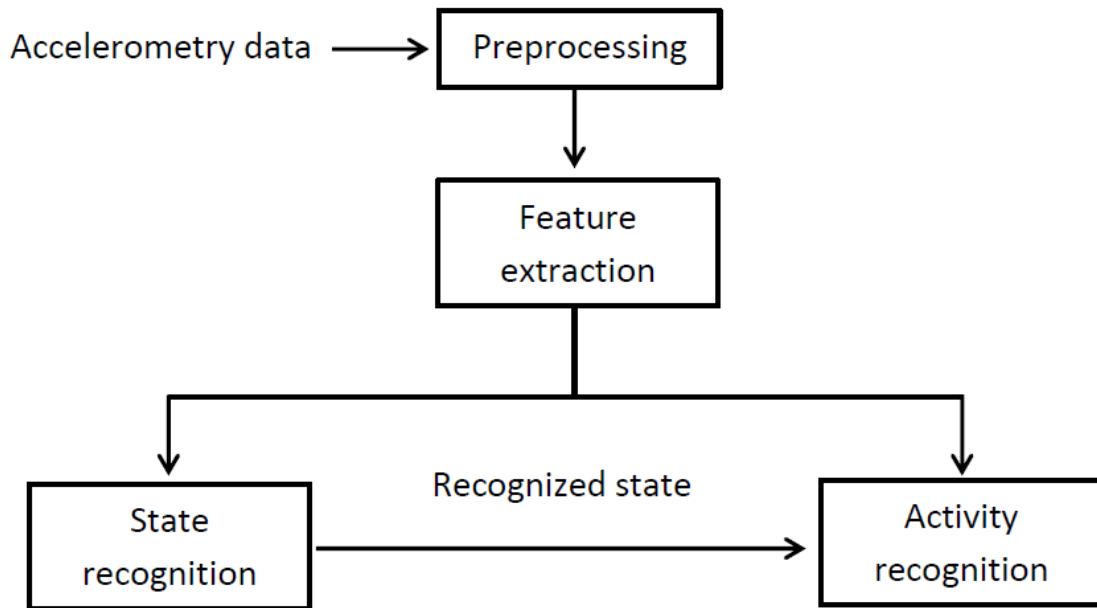 Accelerometry data
Preprocessing
Feature
extraction
Recognized state
State
recognition
Activity
recognition